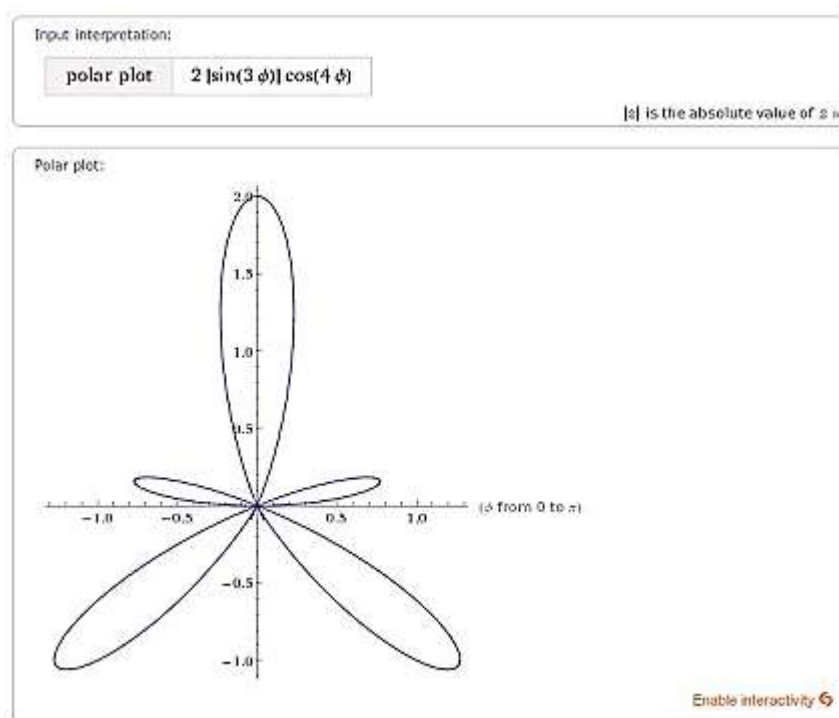 Input interpretation:
polar plot 2 |sin(3 ϕ)| cos(4 ϕ)
|z| is the absolute value of z »
Polar plot:
2.0
1.5
1.0
0.5
-1.0 -0.5 0.5 1.0 (ϕ from 0 to π)
-0.5
-1.0
Enable interactivity